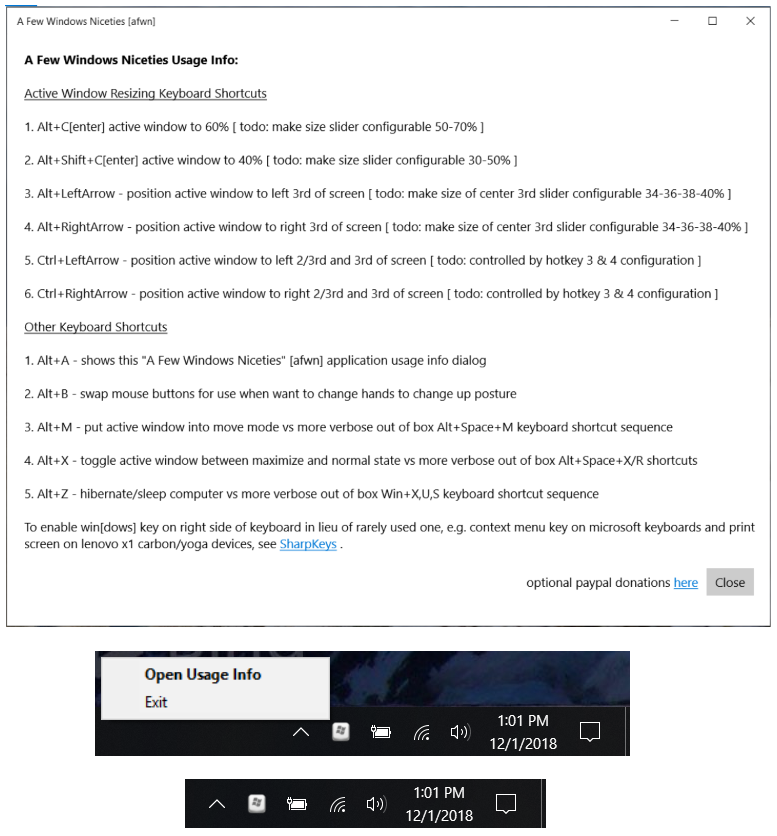 A Few Windows Niceties [afwn]
A Few Windows Niceties Usage Info:
Active Window Resizing Keyboard Shortcuts
1. Alt+C[enter] active window to 60% [ todo: make size slider configurable 50-70% ]
2. Alt+Shift+C[enter] active window to 40% [ todo: make size slider configurable 30-50% ]
3. Alt+LeftArrow - position active window to left 3rd of screen [ todo: make size of center 3rd slider configurable 34-36-38-40% ]
4. Alt+RightArrow - position active window to right 3rd of screen [ todo: make size of center 3rd slider configurable 34-36-38-40% ]
5. Ctrl+LeftArrow - position active window to left 2/3rd and 3rd of screen [ todo: controlled by hotkey 3 & 4 configuration ]
6. Ctrl+RightArrow - position active window to right 2/3rd and 3rd of screen [ todo: controlled by hotkey 3 & 4 configuration ]
Other Keyboard Shortcuts
1. Alt+A - shows this "A Few Windows Niceties" [afwn] application usage info dialog
2. Alt+B - swap mouse buttons for use when want to change hands to change up posture
3. Alt+M - put active window into move mode vs more verbose out of box Alt+Space+M keyboard shortcut sequence
4. Alt+X - toggle active window between maximize and normal state vs more verbose out of box Alt+Space+X/R shortcuts
5. Alt+Z - hibernate/sleep computer vs more verbose out of box Win+X,U,S keyboard shortcut sequence
To enable win[dows] key on right side of keyboard in lieu of rarely used one, e.g. context menu key on microsoft keyboards and print
screen on lenovo x1 carbon/yoga devices, see SharpKeys .
optional paypal donations here Close
Open Usage Info
Exit
1:01 PM
12/1/2018
1:01 PM
12/1/2018